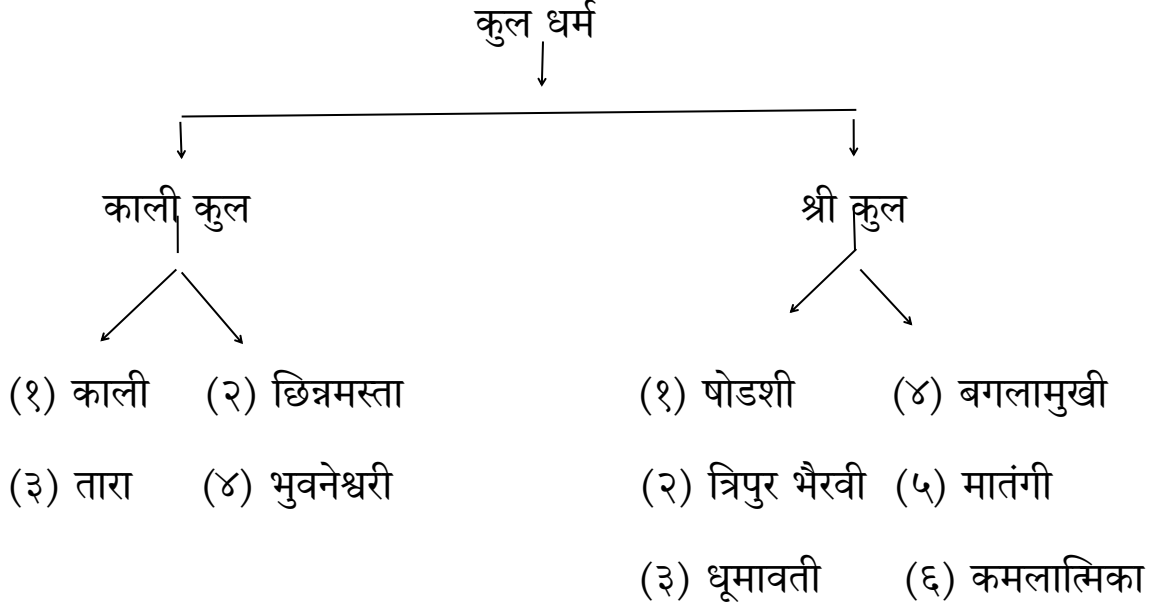 कुल धर्म
काली कुल श्री कुल
(१) काली (२) छिन्नमस्ता (१) षोडशी (४) बगलामुखी
(३) तारा (४) भुवनेश्वरी (२) त्रिपुर भैरवी (५) मातंगी
(३) धूमावती (६) कमलात्मिका